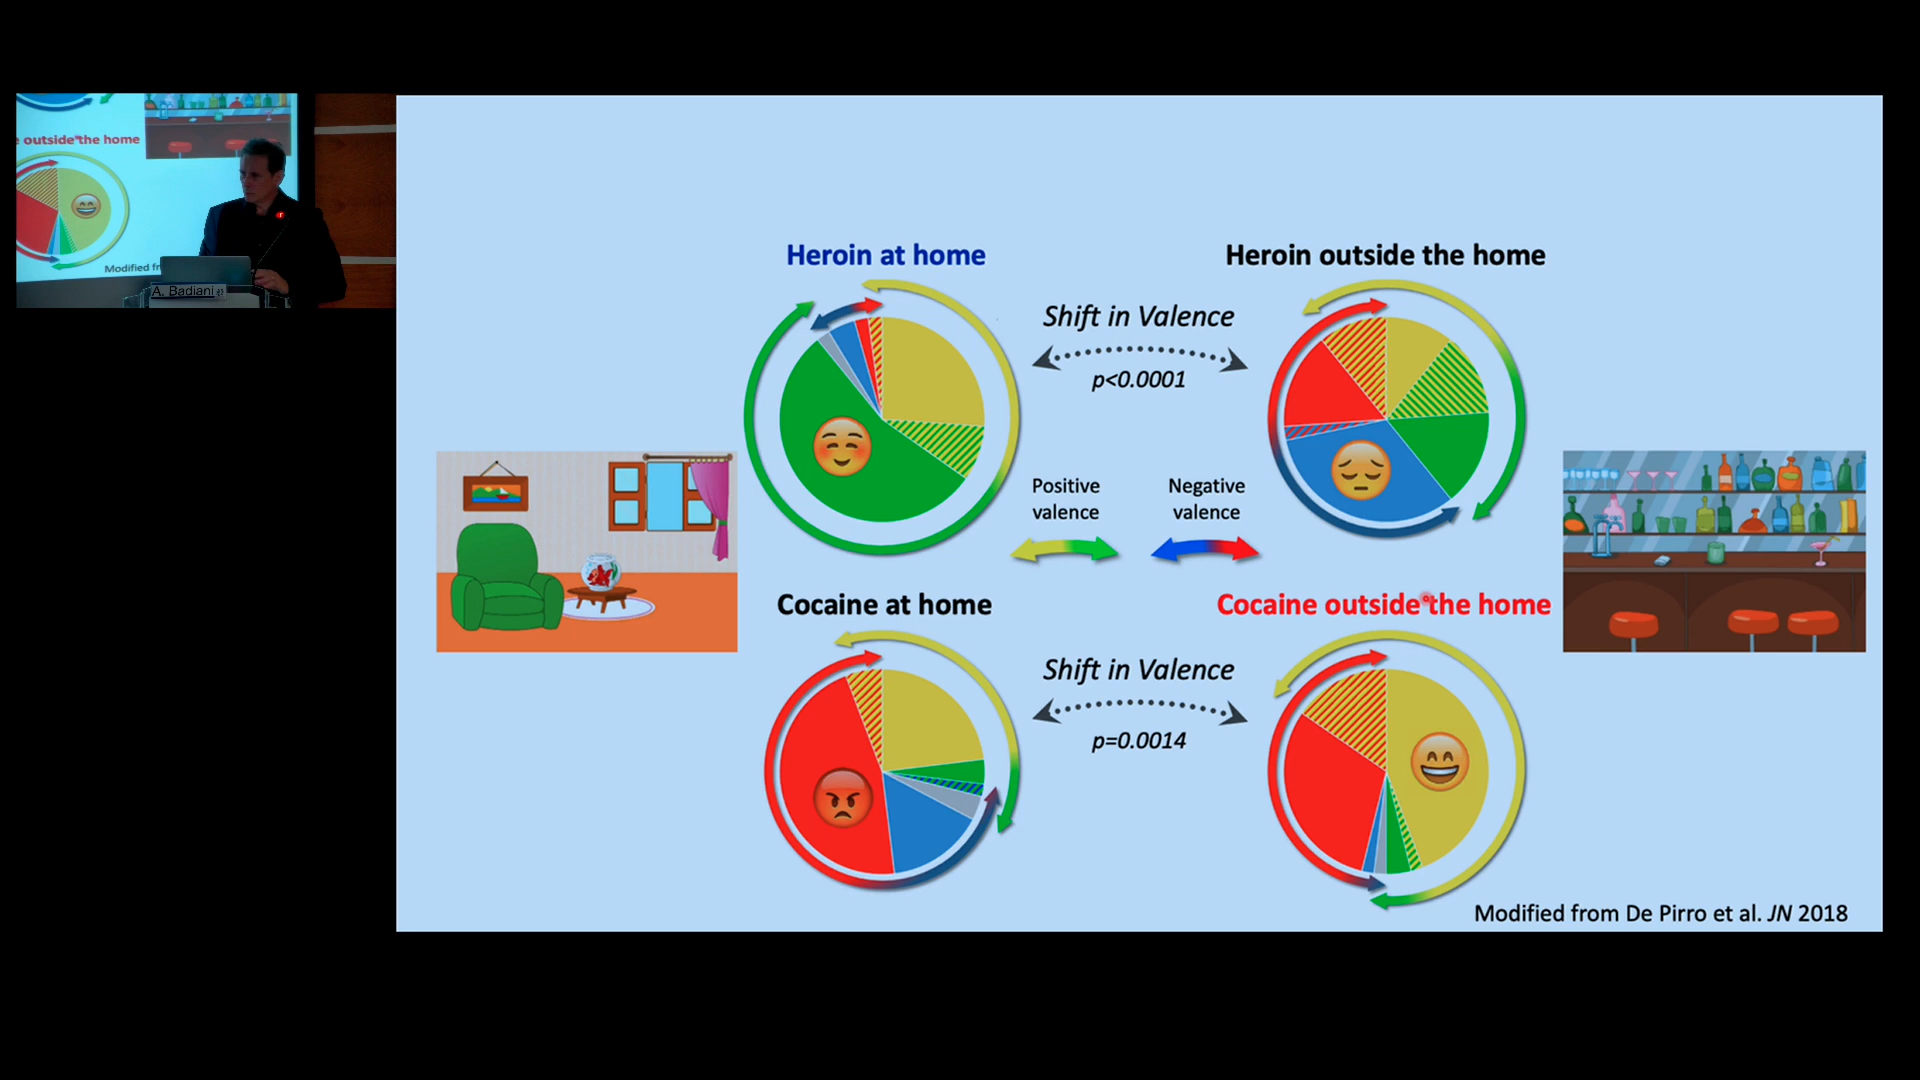 outside the home
Modified fr
A. Badiani
Heroin at home
Heroin outside the home
Shift in Valence
p<0.0001
Positive
valence
Negative
valence
Cocaine at home
Cocaine outside the home
Shift in Valence
p=0.0014
Modified from De Pirro et al. JN 2018